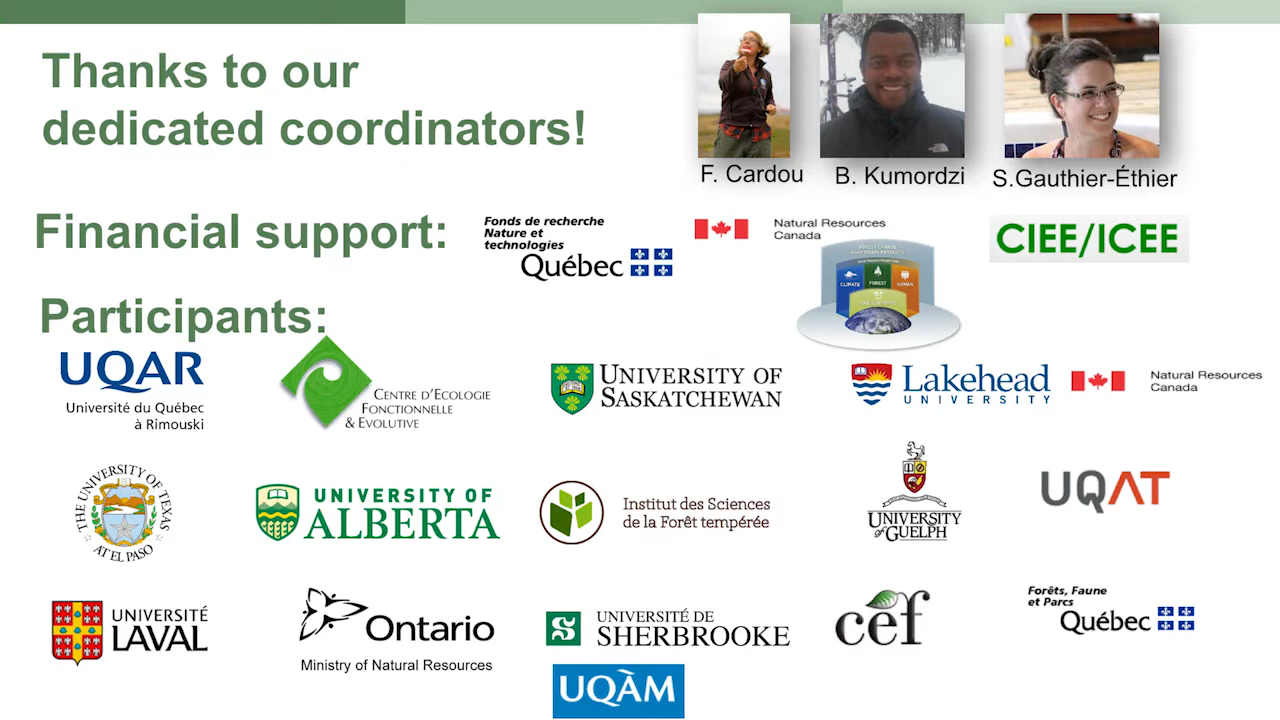 Thanks to our
dedicated coordinators!
F. Cardou
B. Kumordzi
S.Gauthier-Éthier
Financial support:
Fonds de recherche
Nature et
technologies
Québec
Natural Resources
Canada
CLIMATE
FOREST
HUMAN
CIEE/ICEE
Participants:
UQAR
Université du Québec
à Rimouski
CENTRE D'ECOLOGIE
FONCTIONNELLE
& EVOLUTIVE
UNIVERSITY OF
SASKATCHEWAN
Lakehead
UNIVERSITY
Natural Resources
Canada
THE UNIVERSITY OF TEXAS
AT EL PASO
UNIVERSITY OF
ALBERTA
Institut des Sciences
de la Forêt tempérée
UNIVERSITY
of GUELPH
UQAT
UNIVERSITÉ
LAVAL
Ontario
Ministry of Natural Resources
UNIVERSITÉ DE
SHERBROOKE
cef
Forêts, Faune
et Parcs
Québec
UQÀM